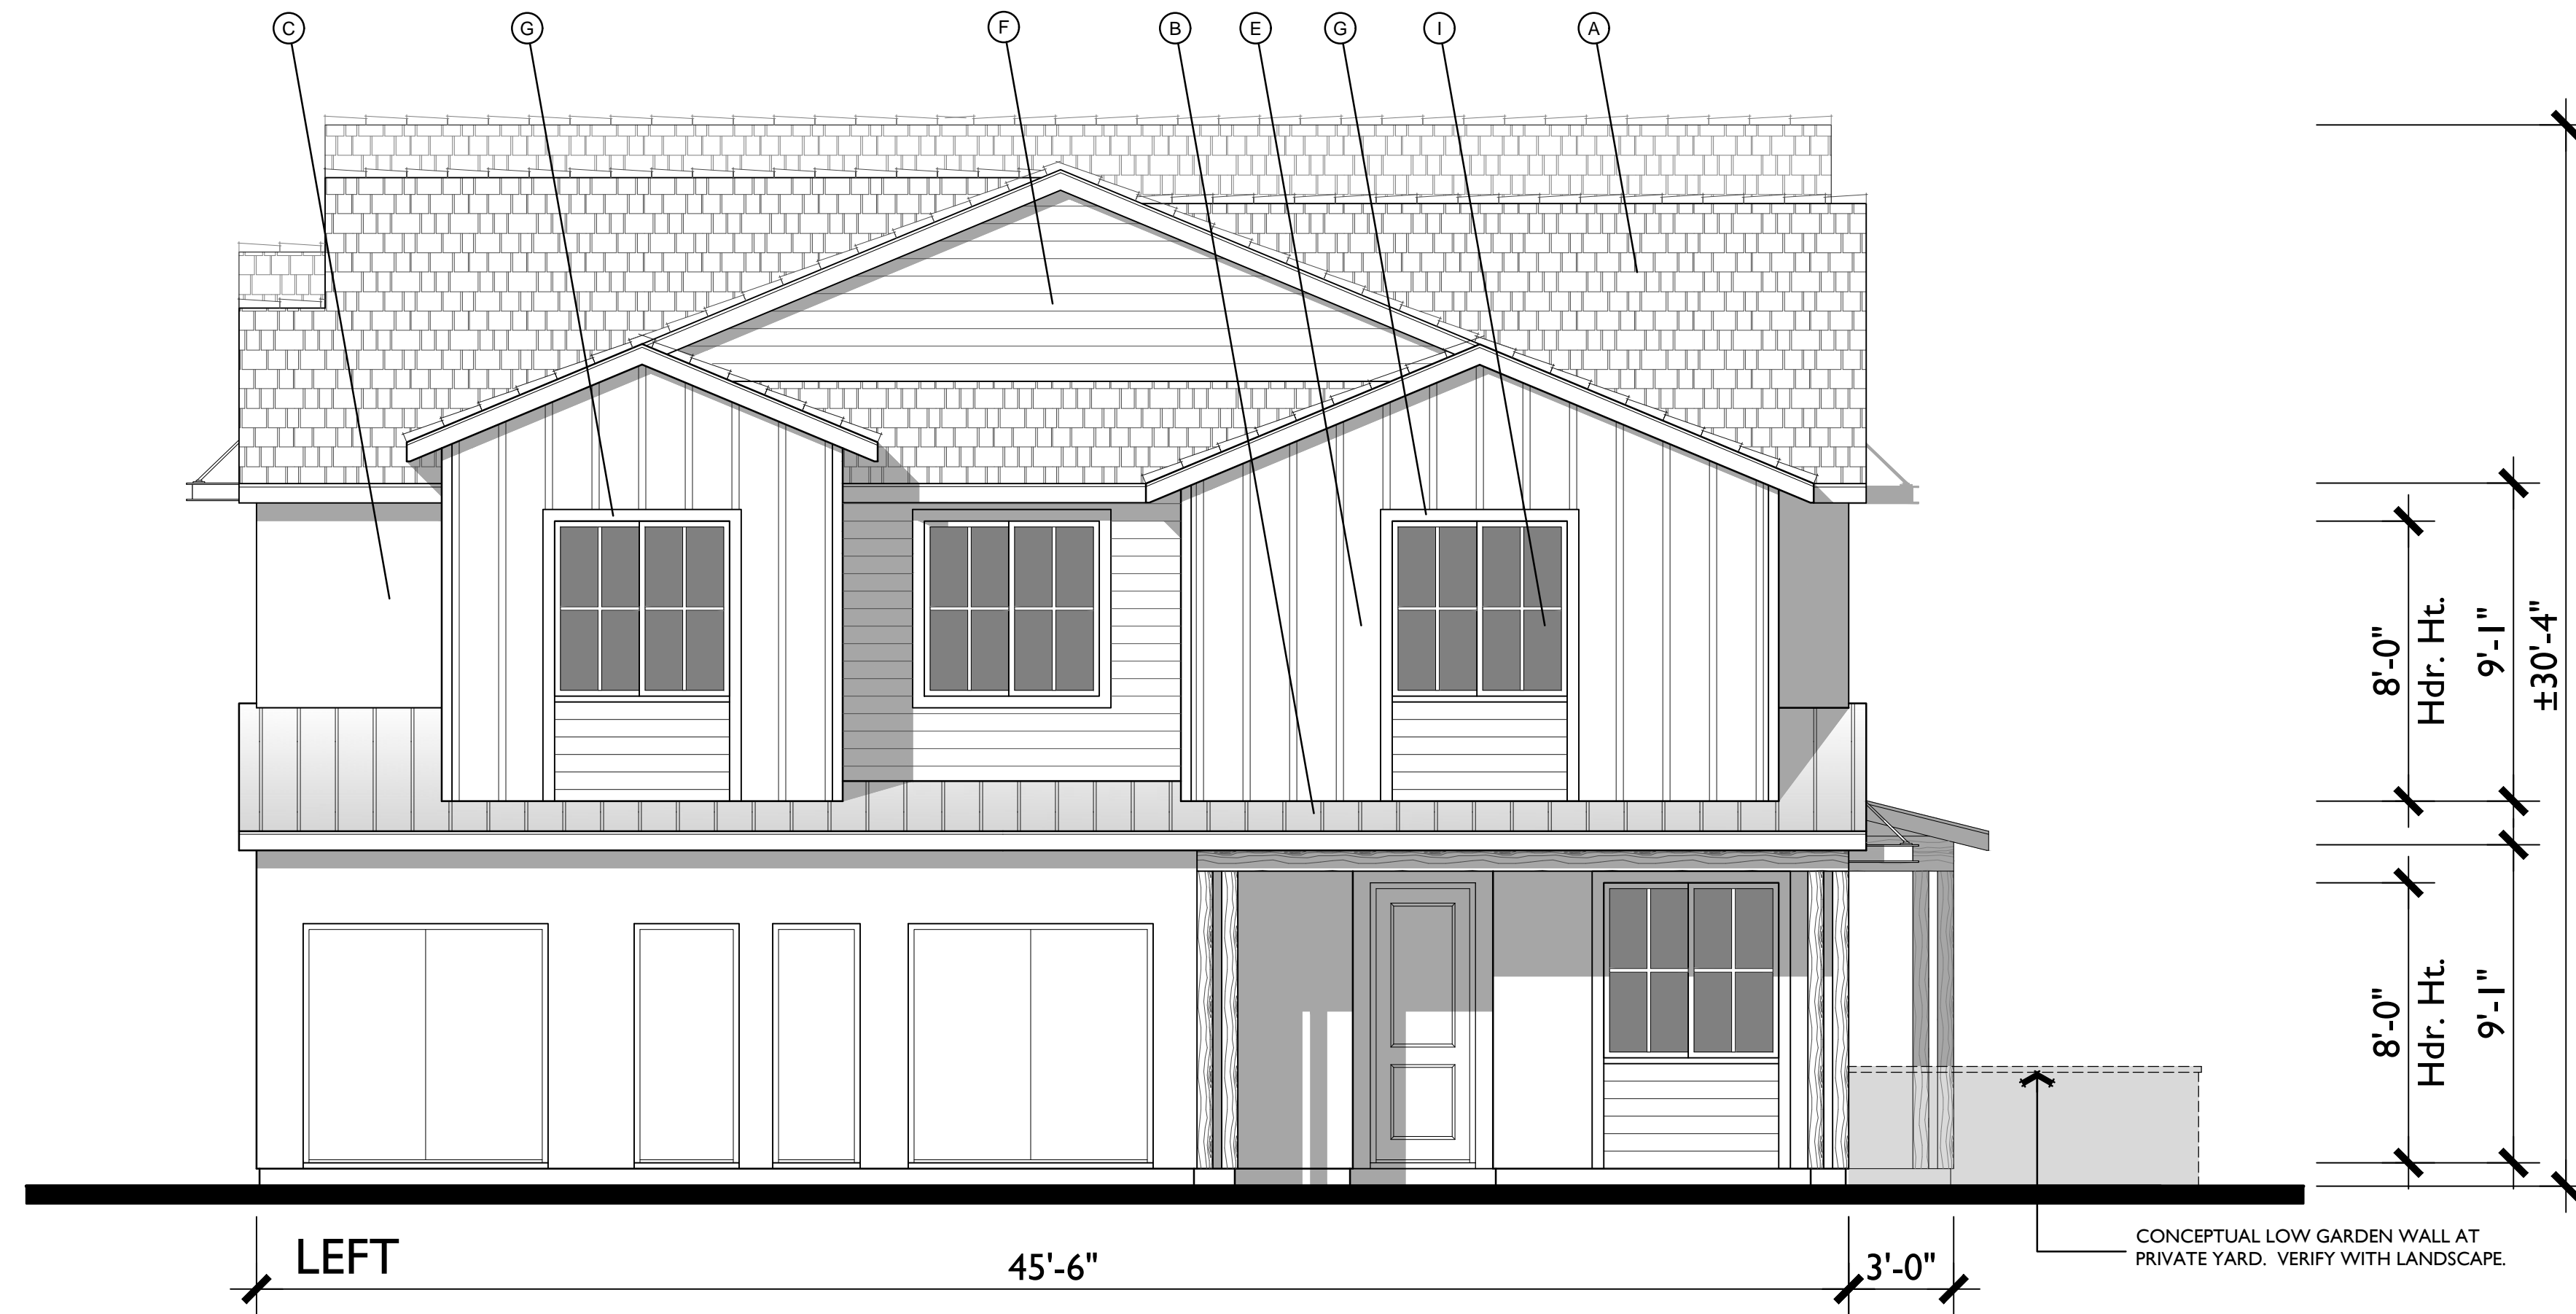 C
G
F
B
E
G
I
A
8'-0"
Hdr. Ht.
9'-1"
±30'-4"
8'-0"
Hdr. Ht.
9'-1"
LEFT
45'-6"
3'-0"
CONCEPTUAL LOW GARDEN WALL AT
PRIVATE YARD. VERIFY WITH LANDSCAPE.